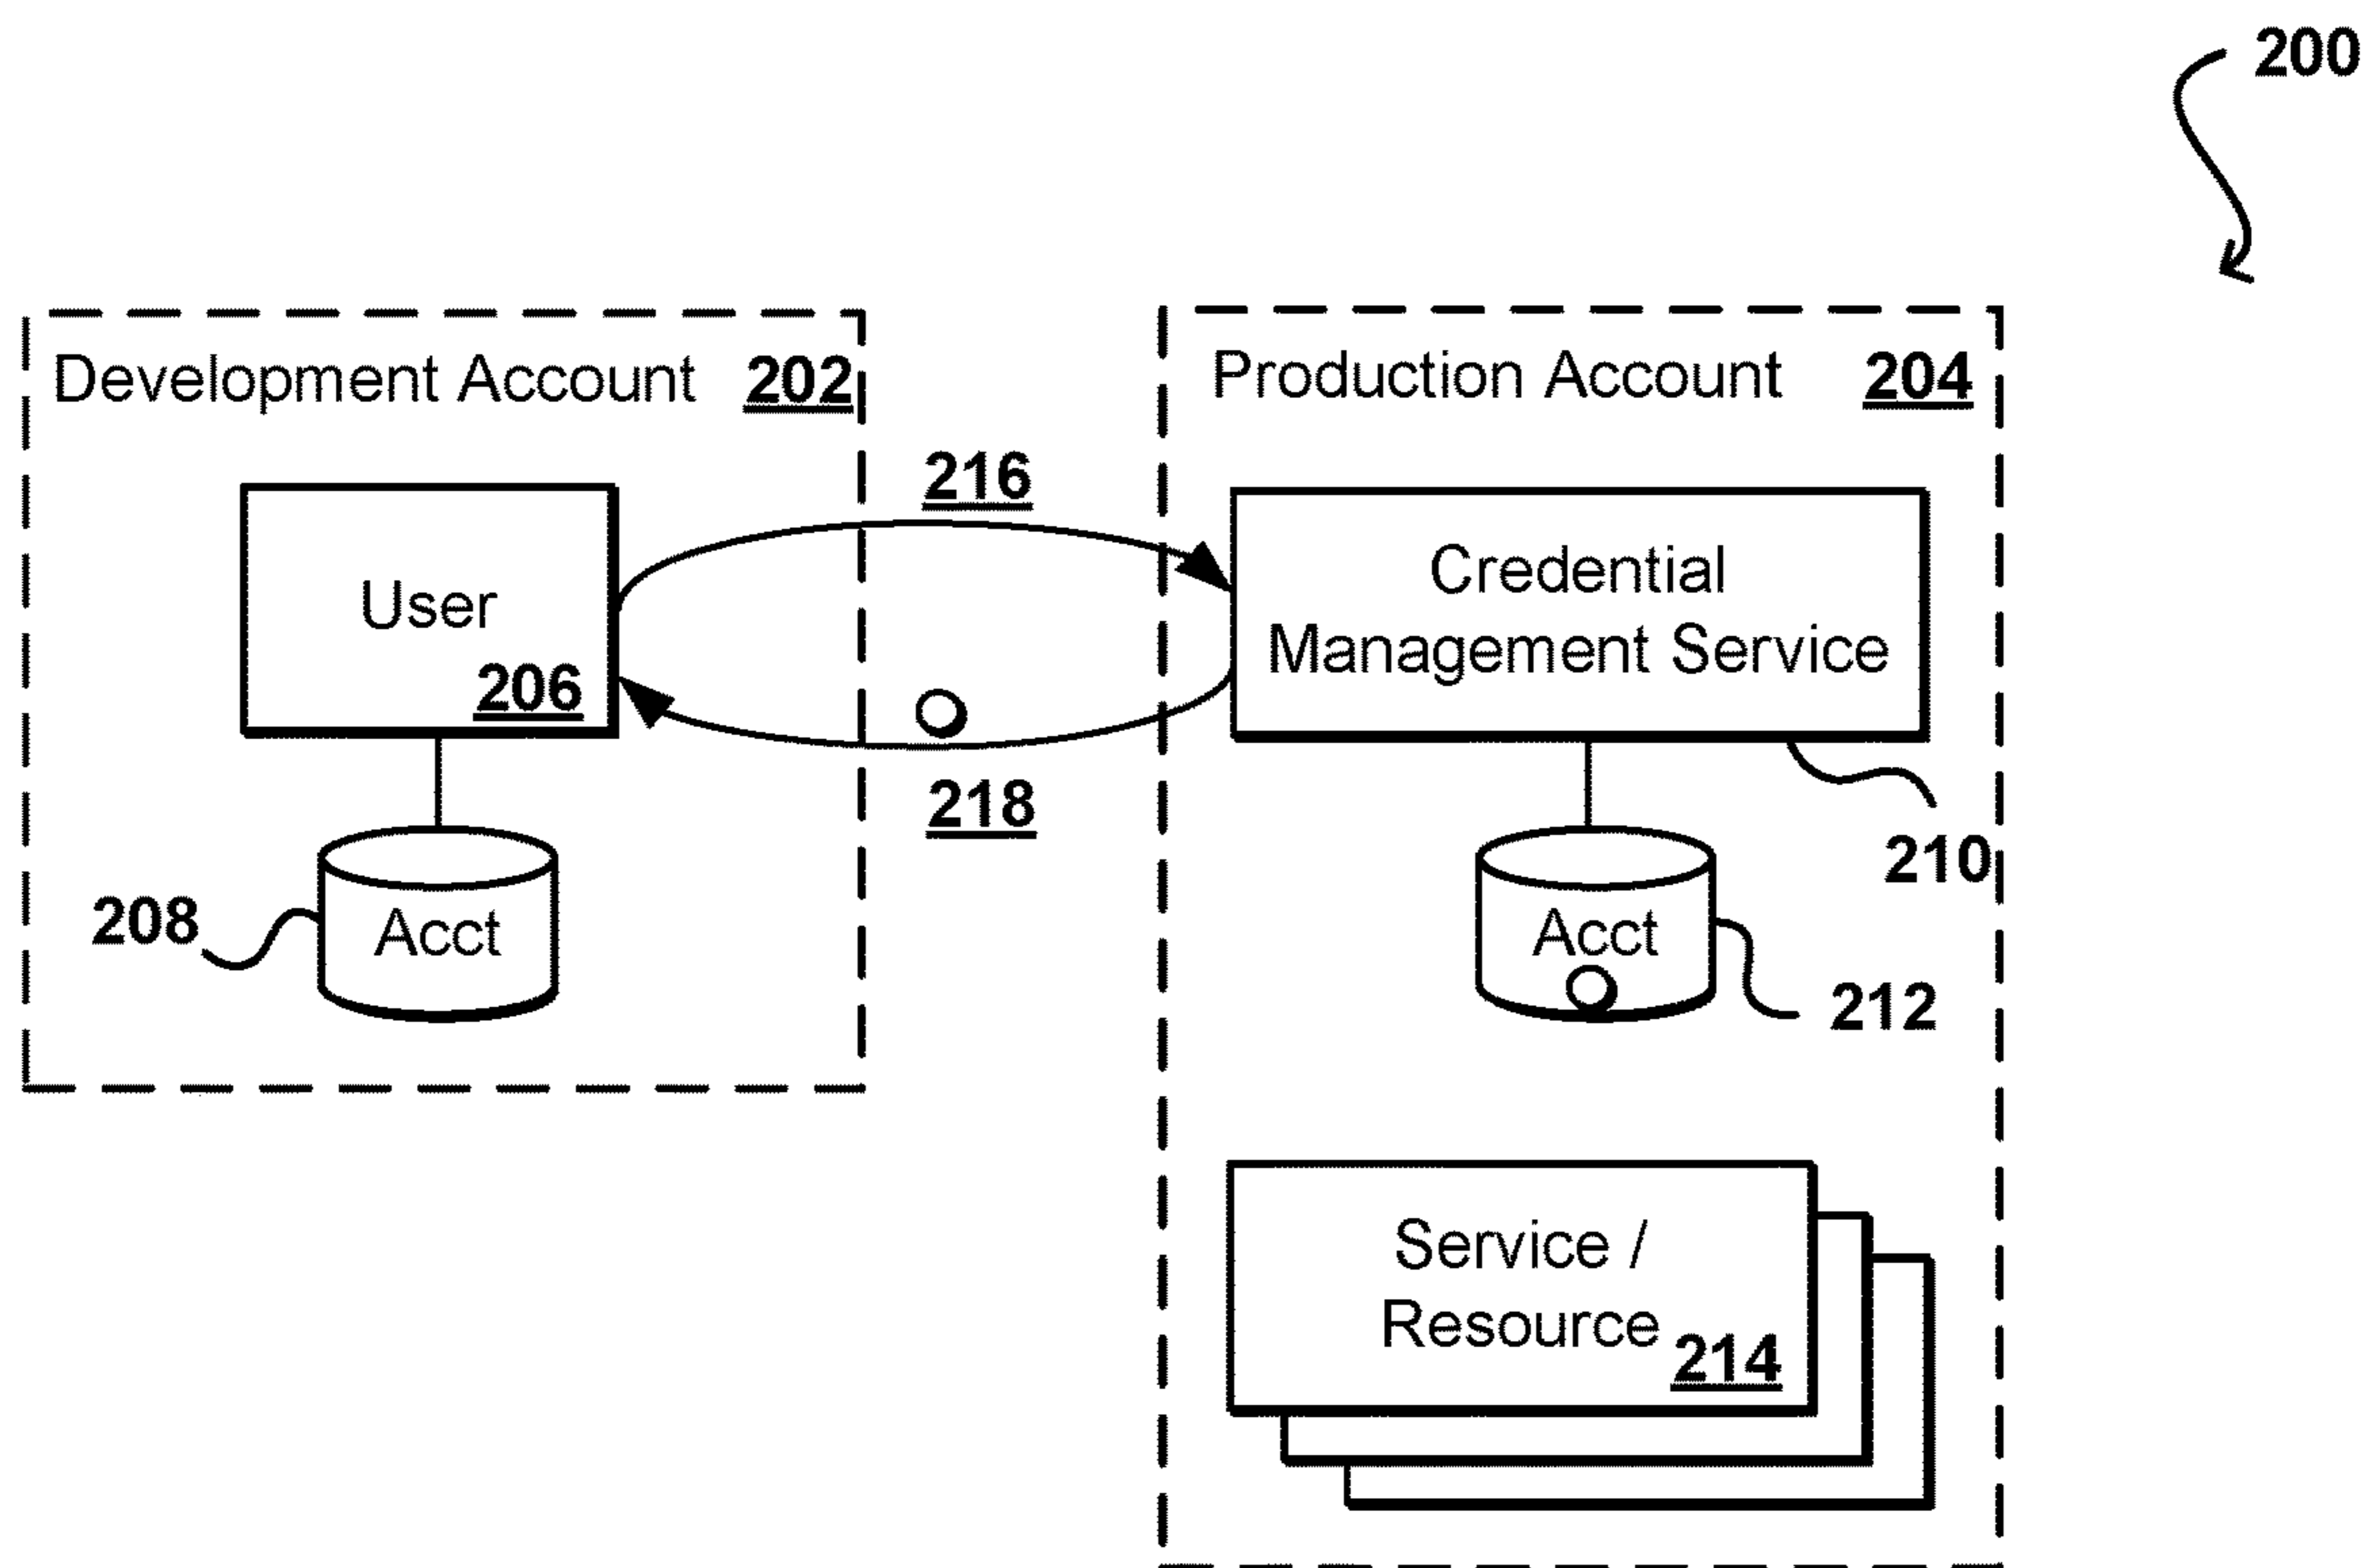 200
Development Account 202
Production Account 204
216
User
206
Credential
Management Service
218
210
208
Acct
Acct
212
Service /
Resource
214